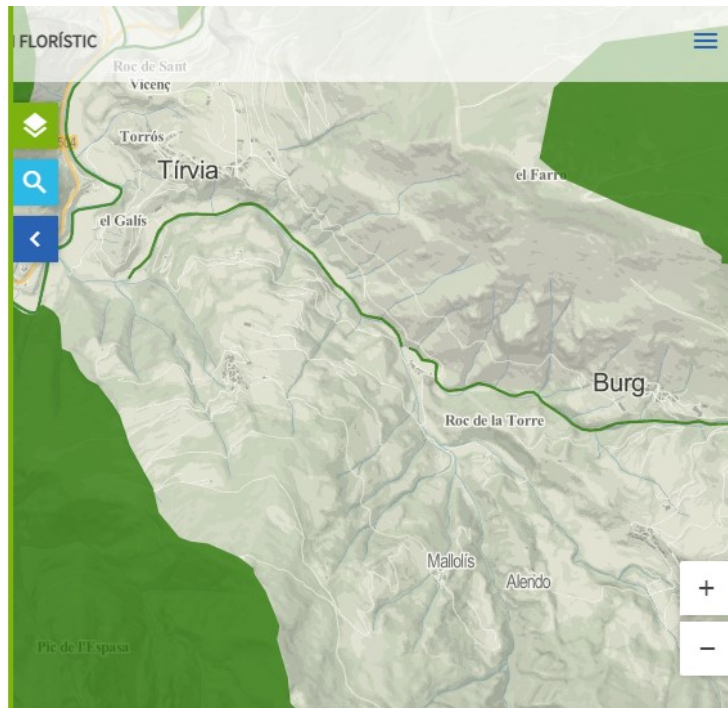 FLORÍSTIC
Roc de Sant
Vicenç
Torrós
504
Tírvia
el Farro
el Galís
Burg
Roc de la Torre
Mallolís
Alendo
Pic de l'Espasa
+
−